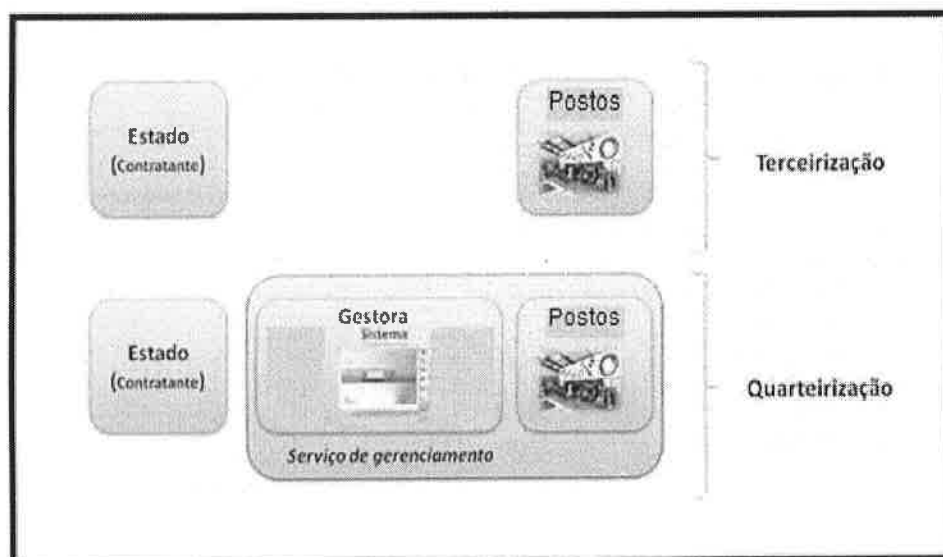 Estado
(Contratante)
Postos
Terceirização
Estado
(Contratante)
Gestora
Sistema
Postos
Serviço de gerenciamento
Quarteirização